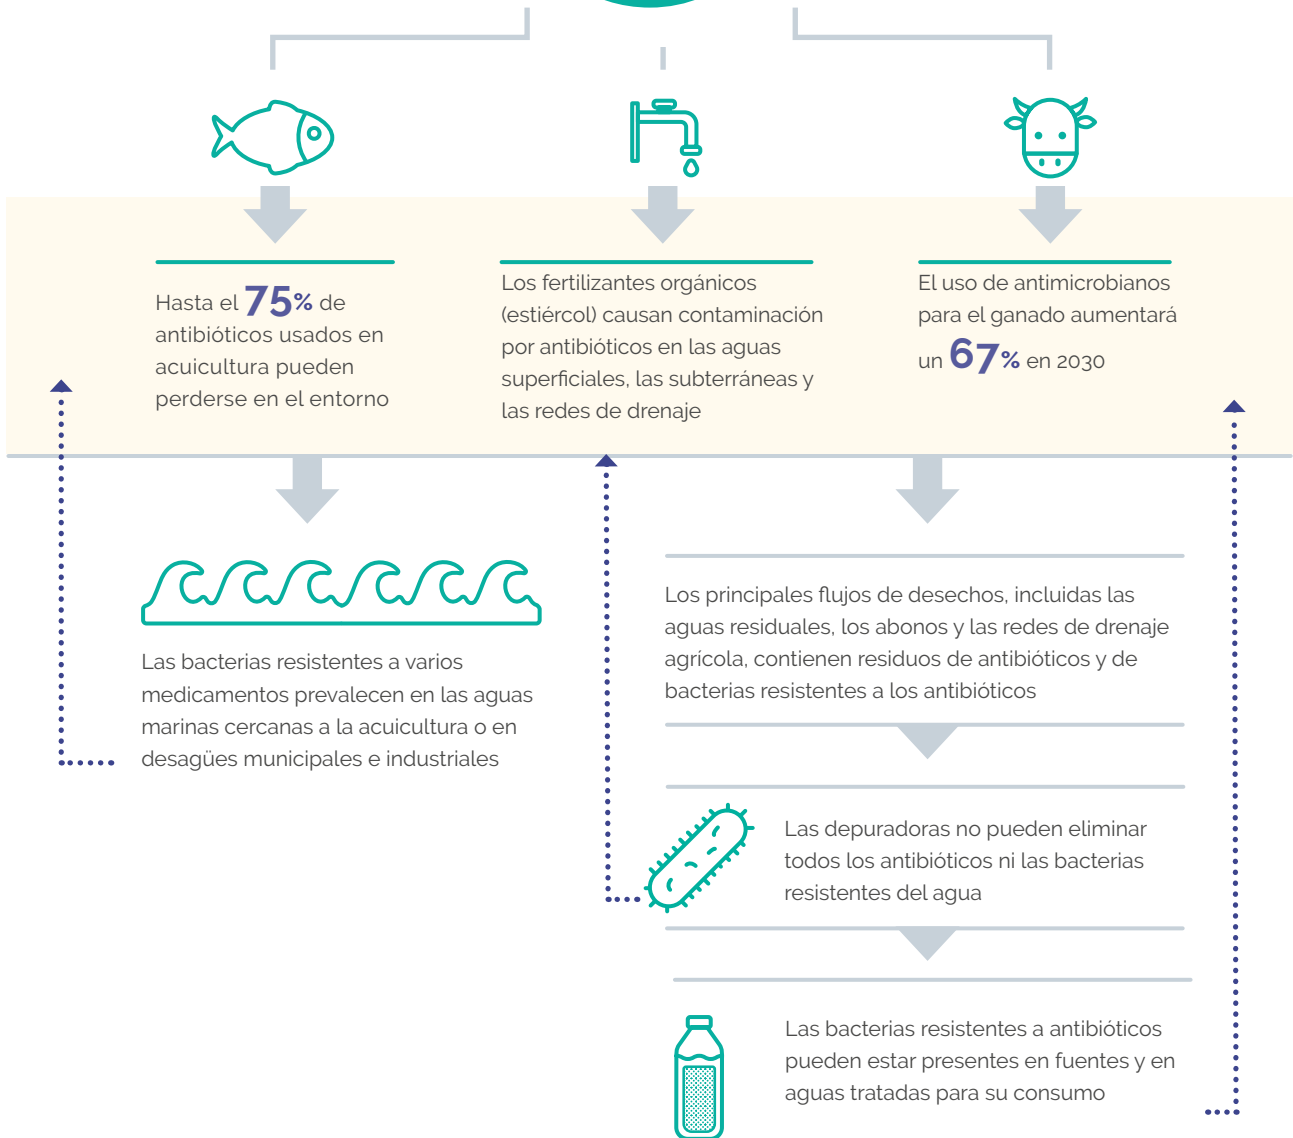 Hasta el 75% de
antibióticos usados en
acuicultura pueden
perderse en el entorno
Los fertilizantes orgánicos
(estiércol) causan contaminación
por antibióticos en las aguas
superficiales, las subterráneas y
las redes de drenaje
El uso de antimicrobianos
para el ganado aumentará
un 67% en 2030
Las bacterias resistentes a varios
medicamentos prevalecen en las aguas
marinas cercanas a la acuicultura o en
desagües municipales e industriales
Los principales flujos de desechos, incluidas las
aguas residuales, los abonos y las redes de drenaje
agrícola, contienen residuos de antibióticos y de
bacterias resistentes a los antibióticos
Las depuradoras no pueden eliminar
todos los antibióticos ni las bacterias
resistentes del agua
Las bacterias resistentes a antibióticos
pueden estar presentes en fuentes y en
aguas tratadas para su consumo